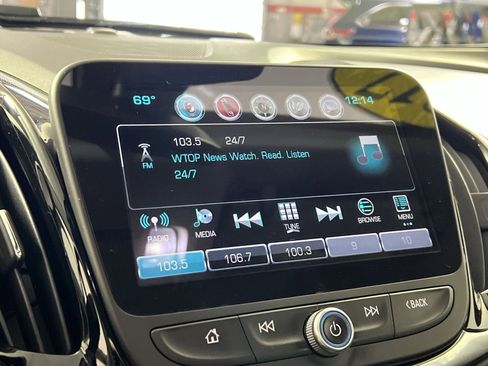 69° 12:14
103.5 24/7
WTOP News Watch. Read. Listen
24/7
FM
RADIO MEDIA TUNE BROWSE MENU
103.5 106.7 100.3 9 10
< BACK